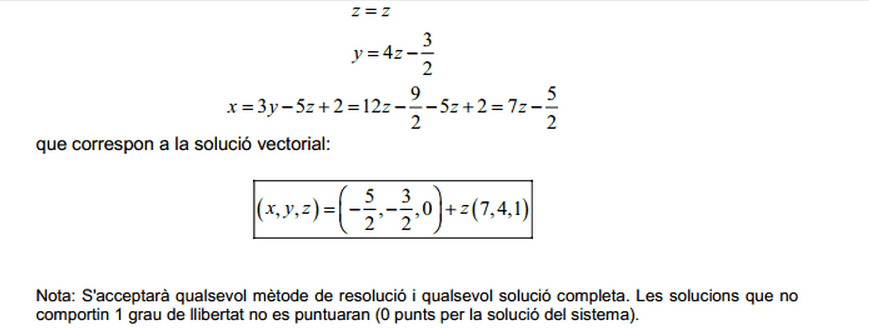 z = z
y = 4z − 3/2
x = 3y − 5z + 2 = 12z − 9/2 − 5z + 2 = 7z − 5/2
que correspon a la solució vectorial:
(x, y, z) = (−5/2, −3/2, 0) + z(7, 4, 1)
Nota: S'acceptarà qualsevol mètode de resolució i qualsevol solució completa. Les solucions que no
comportin 1 grau de llibertat no es puntuaran (0 punts per la solució del sistema).